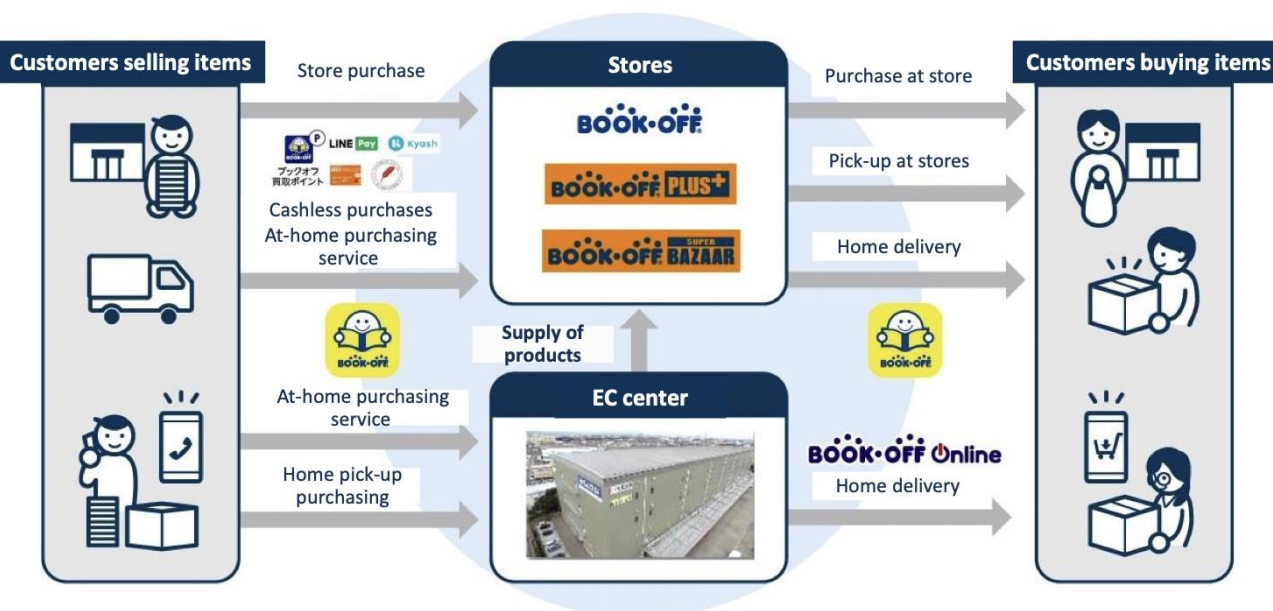 Customers selling items
Store purchase
P
BOOK-OFF
LINE Pay
Kyash
ブックオフ
買取ポイント
Cashless purchases
At-home purchasing
service
BOOK·OFF
At-home purchasing
service
Home pick-up
purchasing
Stores
BOOK·OFF
BOOK·OFF PLUS+
BOOK·OFF SUPER BAZAAR
Supply of
products
EC center
Purchase at store
Pick-up at stores
Home delivery
BOOK·OFF
BOOK·OFF Online
Home delivery
Customers buying items